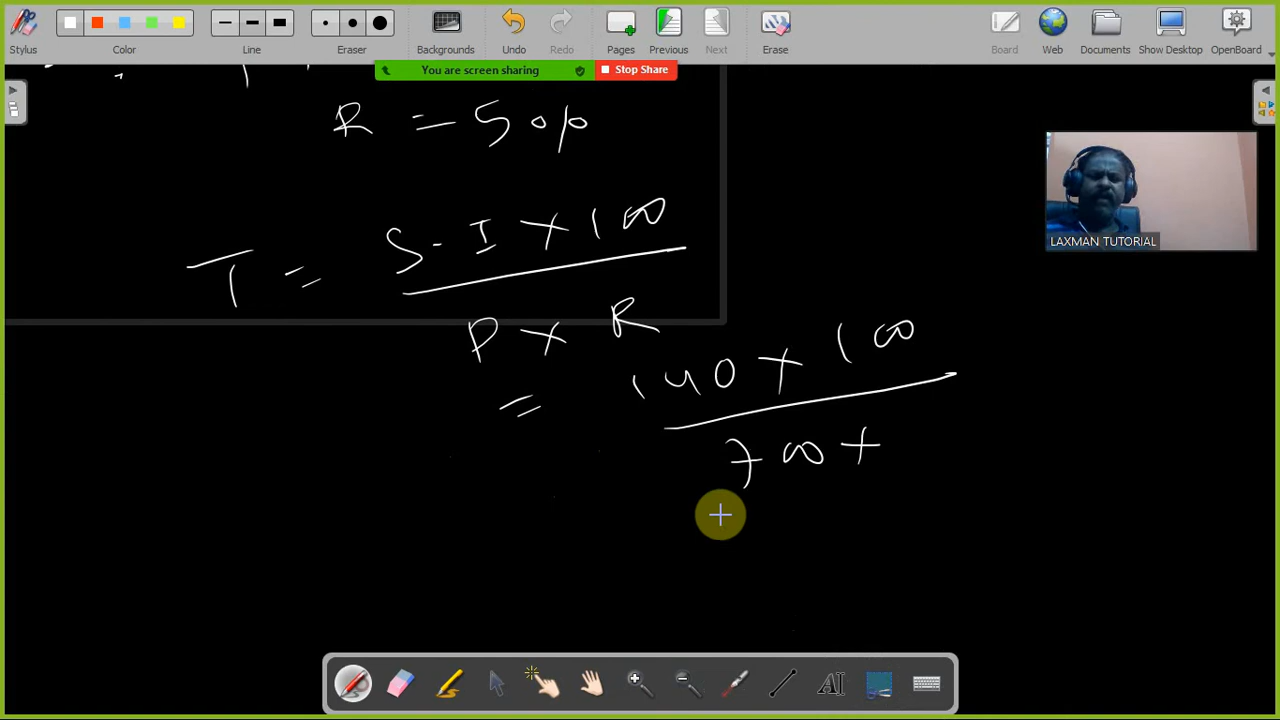 Stylus
Color
Line
Eraser
Backgrounds
Undo
Redo
Pages
Previous
Next
Erase
Board
Web
Documents
Show Desktop
OpenBoard
You are screen sharing
Stop Share
R = 5 %
T = S.I × 100
P × R
= 140 × 100
700 ×
LAXMAN TUTORIAL
AI